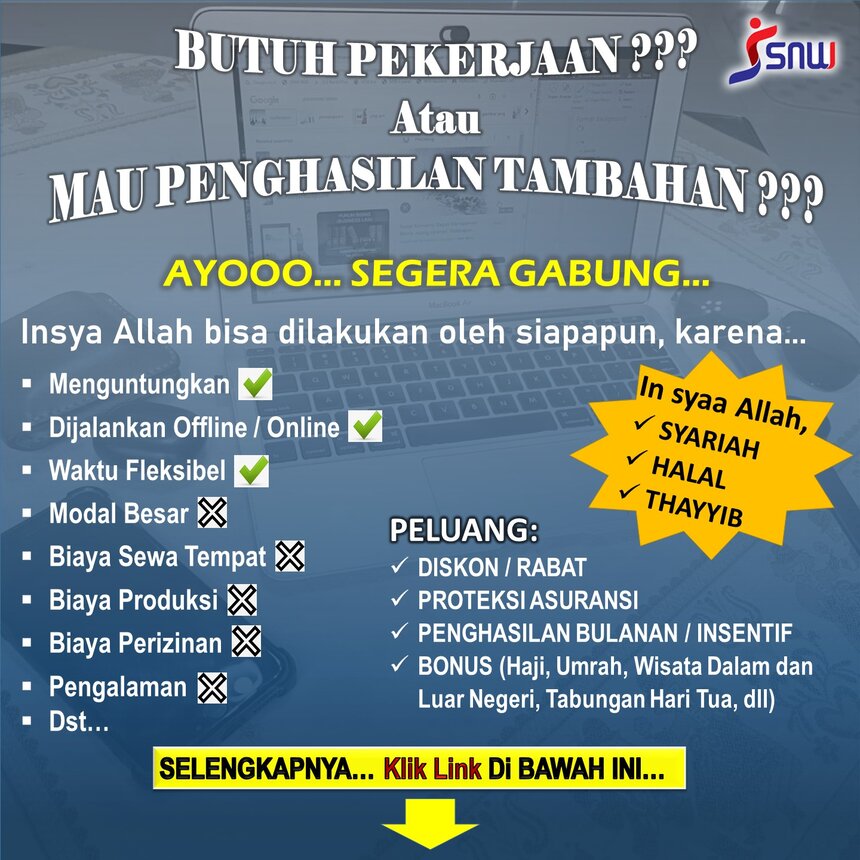 SNW
BUTUH PEKERJAAN ???
Atau
MAU PENGHASILAN TAMBAHAN ???
AYOOO... SEGERA GABUNG...
Insya Allah bisa dilakukan oleh siapapun, karena...
▪ Menguntungkan
▪ Dijalankan Offline / Online
▪ Waktu Fleksibel
▪ Modal Besar
▪ Biaya Sewa Tempat
▪ Biaya Produksi
▪ Biaya Perizinan
▪ Pengalaman
▪ Dst...
In syaa Allah,
✓ SYARIAH
✓ HALAL
✓ THAYYIB
PELUANG:
✓ DISKON / RABAT
✓ PROTEKSI ASURANSI
✓ PENGHASILAN BULANAN / INSENTIF
✓ BONUS (Haji, Umrah, Wisata Dalam dan
Luar Negeri, Tabungan Hari Tua, dll)
SELENGKAPNYA... Klik Link Di BAWAH INI...
Google
MacBook Air